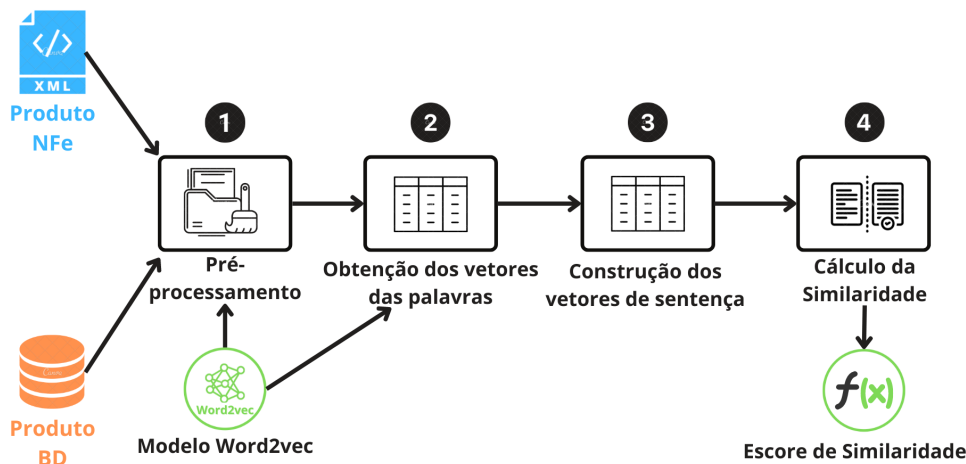 </>
XML
Produto
NFe
1
2
3
4
Pré-
processamento
Obtenção dos vetores
das palavras
Construção dos
vetores de sentença
Cálculo da
Similaridade
Produto
BD
Word2vec
Modelo Word2vec
f(x)
Escore de Similaridade